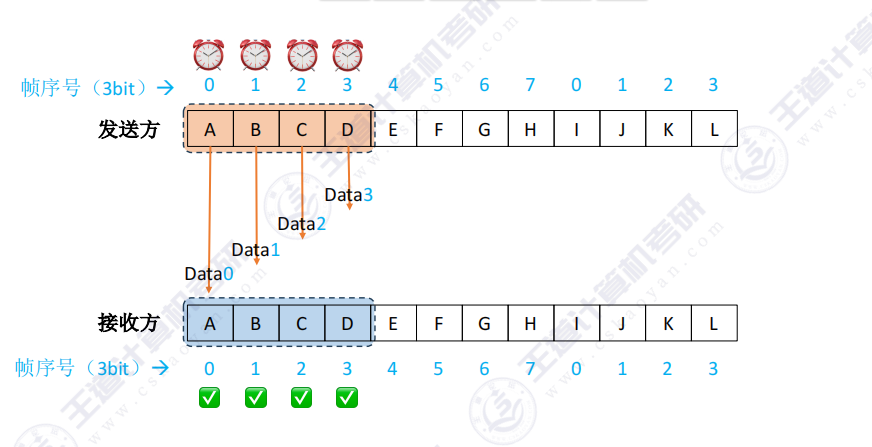 帧序号（3bit）→ 0 1 2 3 4 5 6 7 0 1 2 3
发送方 A B C D E F G H I J K L
Data3
Data2
Data1
Data0
接收方 A B C D E F G H I J K L
帧序号（3bit）→ 0 1 2 3 4 5 6 7 0 1 2 3
王道计算机考研
www.cskaoyan.com